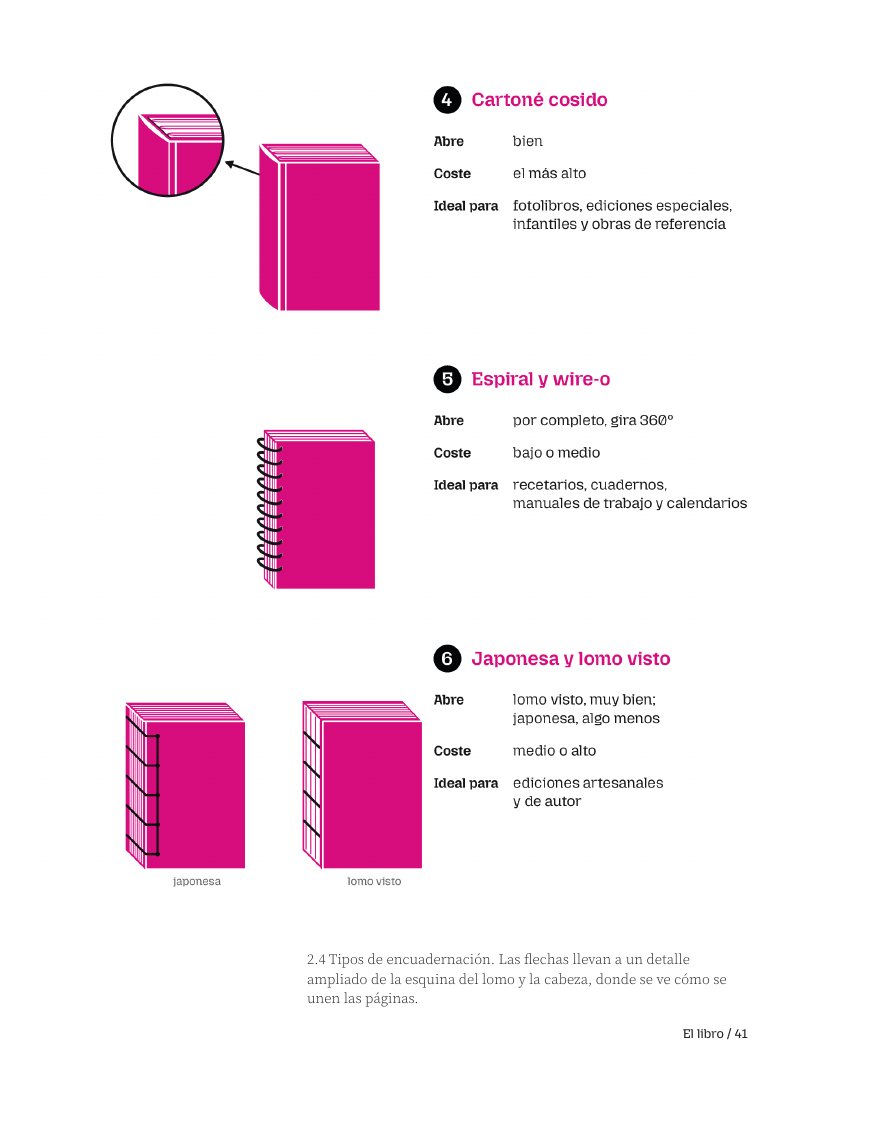 4 Cartoné cosido
Abre bien
Coste el más alto
Ideal para fotolibros, ediciones especiales,
infantiles y obras de referencia
5 Espiral y wire-o
Abre por completo, gira 360º
Coste bajo o medio
Ideal para recetarios, cuadernos,
manuales de trabajo y calendarios
6 Japonesa y lomo visto
Abre lomo visto, muy bien;
japonesa, algo menos
Coste medio o alto
Ideal para ediciones artesanales
y de autor
japonesa
lomo visto
2.4 Tipos de encuadernación. Las flechas llevan a un detalle
ampliado de la esquina del lomo y la cabeza, donde se ve cómo se
unen las páginas.
El libro / 41